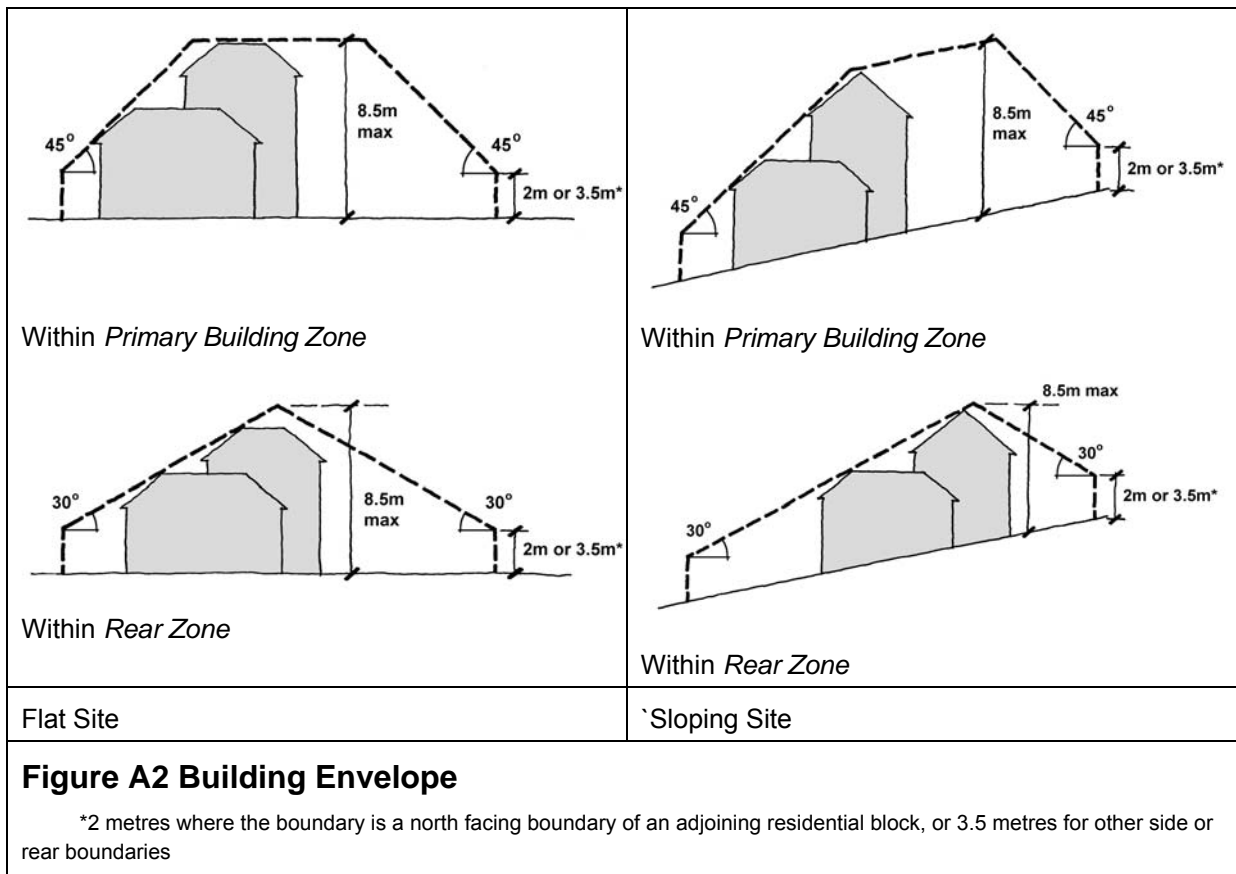 45°
8.5m
max
45°
2m or 3.5m*
Within Primary Building Zone
30°
8.5m
max
30°
2m or 3.5m*
Within Rear Zone
45°
8.5m
max
45°
2m or 3.5m*
Within Primary Building Zone
8.5m max
30°
30°
2m or 3.5m*
Within Rear Zone
Flat Site
`Sloping Site
Figure A2 Building Envelope
*2 metres where the boundary is a north facing boundary of an adjoining residential block, or 3.5 metres for other side or
rear boundaries